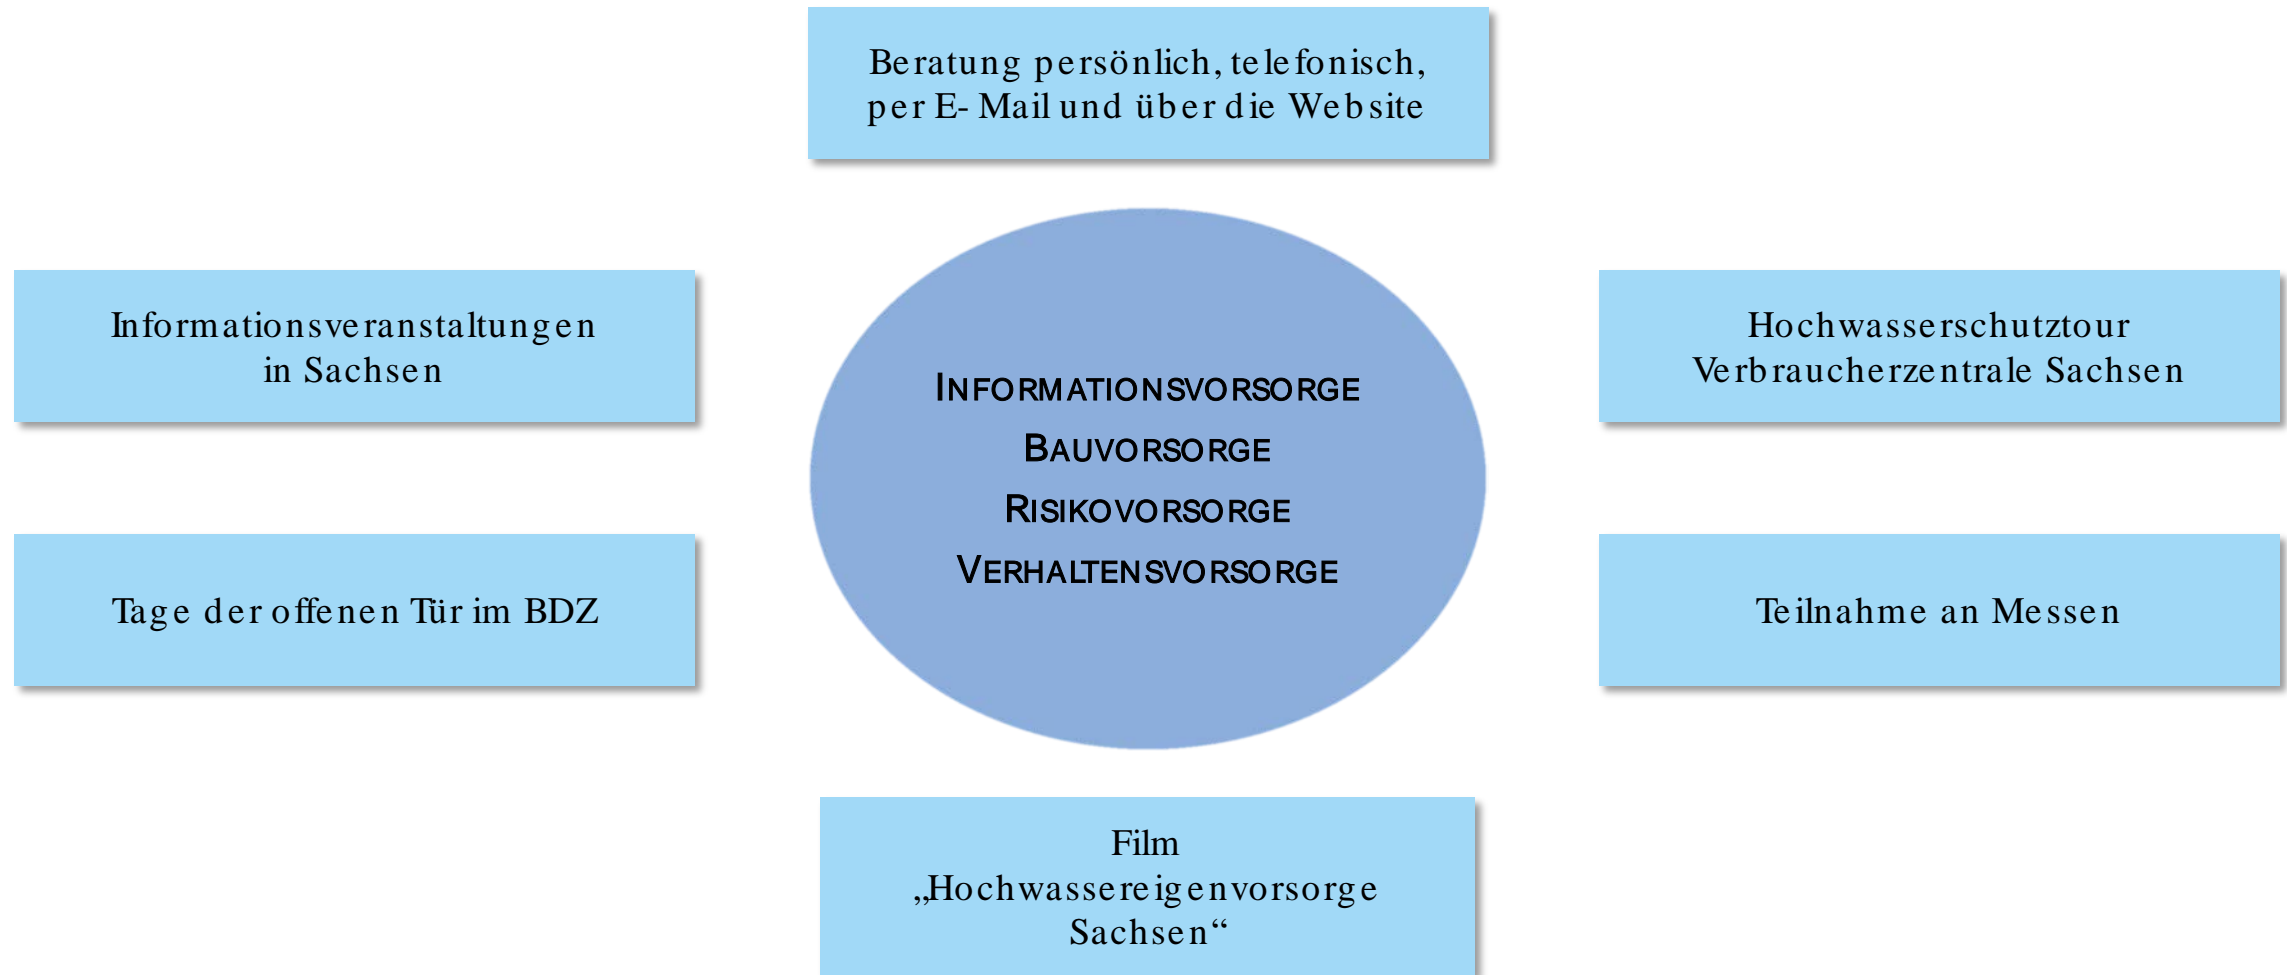 Beratung persönlich, telefonisch,
per E-Mail und über die Website
Informationsveranstaltungen
in Sachsen
Hochwasserschutztour
Verbraucherzentrale Sachsen
INFORMATIONSVORSORGE
BAUVORSORGE
RISIKOVORSORGE
VERHALTENSVORSORGE
Tage der offenen Tür im BDZ
Teilnahme an Messen
Film
„Hochwassereigenvorsorge
Sachsen“